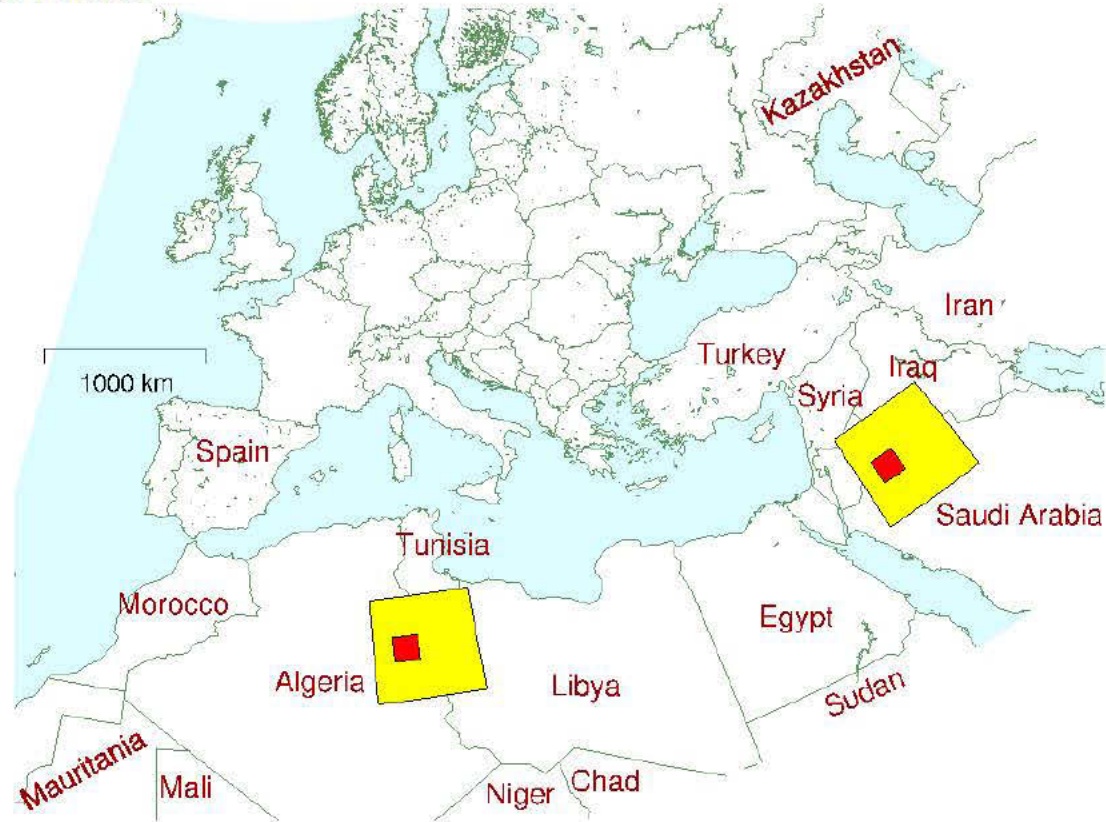 Kazakhstan
Iran
1000 km
Turkey
Iraq
Syria
Spain
Saudi Arabia
Tunisia
Morocco
Egypt
Algeria
Libya
Sudan
Mauritania
Mali
Niger
Chad